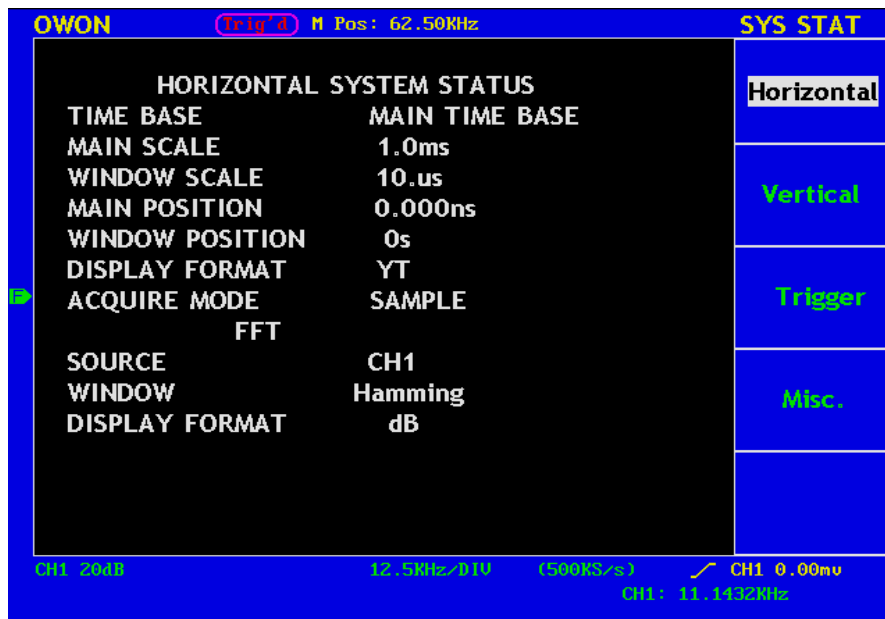 OWON Trig'd M Pos: 62.50KHz SYS STAT
HORIZONTAL SYSTEM STATUS
TIME BASE MAIN TIME BASE
MAIN SCALE 1.0ms
WINDOW SCALE 10.us
MAIN POSITION 0.000ns
WINDOW POSITION 0s
DISPLAY FORMAT YT
ACQUIRE MODE SAMPLE
FFT
SOURCE CH1
WINDOW Hamming
DISPLAY FORMAT dB
Horizontal
Vertical
Trigger
Misc.
F
CH1 20dB 12.5KHz/DIV (500KS/s) CH1 0.00mv
CH1: 11.1432KHz